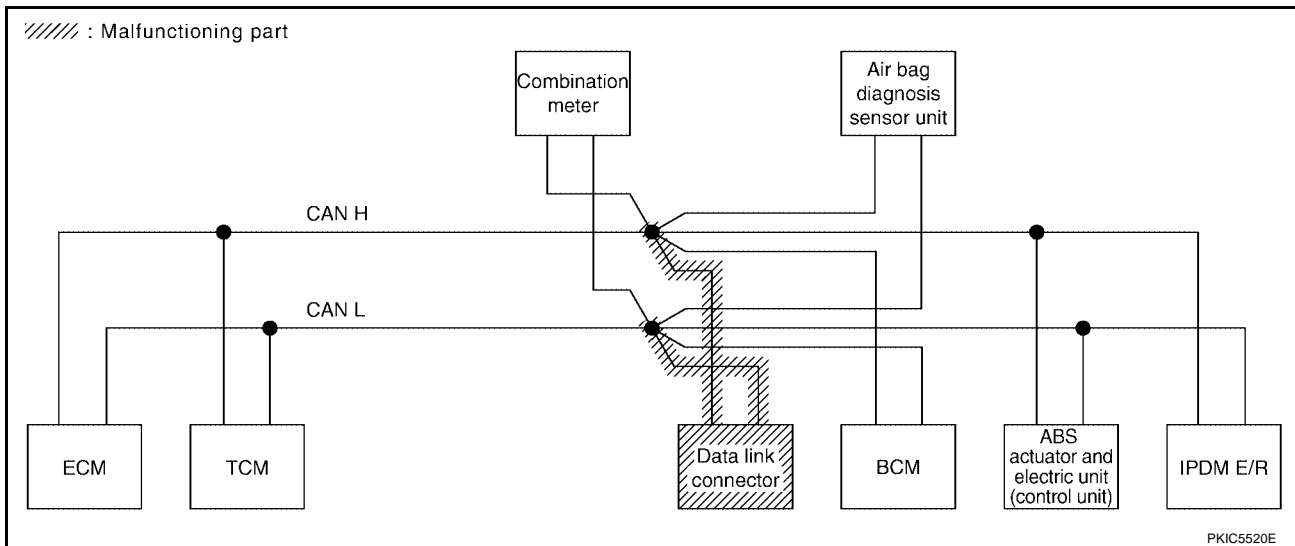 : Malfunctioning part
Combination
meter
Air bag
diagnosis
sensor unit
CAN H
CAN L
ECM
TCM
Data link
connector
BCM
ABS
actuator and
electric unit
(control unit)
IPDM E/R
PKIC5520E